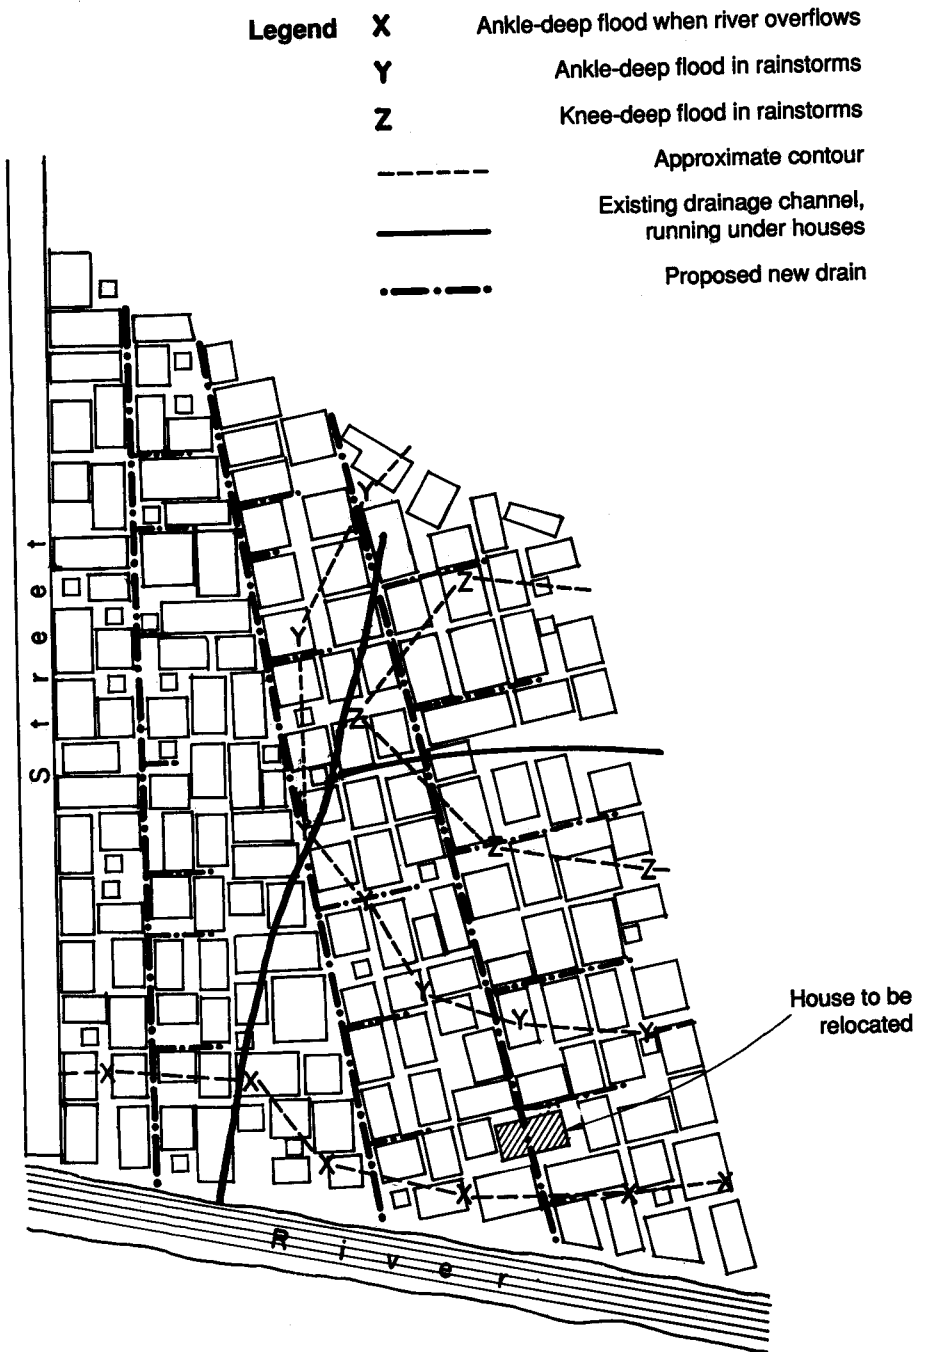 Legend
X Ankle-deep flood when river overflows
Y Ankle-deep flood in rainstorms
Z Knee-deep flood in rainstorms
Approximate contour
Existing drainage channel,
running under houses
Proposed new drain
Street
Y
Z
Y
Z
Y
Z
Z
Y
Y
Y
Y
House to be
relocated
X
X
X
X
X
X
River